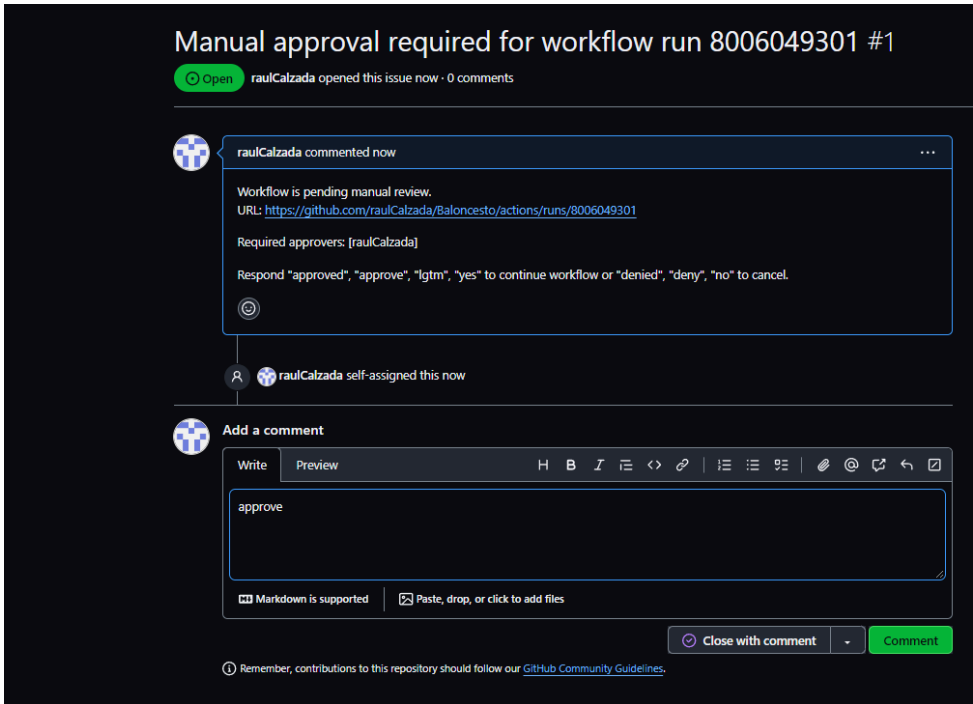 Manual approval required for workflow run 8006049301 #1
Open raulCalzada opened this issue now · 0 comments
raulCalzada commented now
Workflow is pending manual review.
URL: https://github.com/raulCalzada/Baloncesto/actions/runs/8006049301
Required approvers: [raulCalzada]
Respond "approved", "approve", "lgtm", "yes" to continue workflow or "denied", "deny", "no" to cancel.
raulCalzada self-assigned this now
Add a comment
Write Preview
approve
Markdown is supported Paste, drop, or click to add files
Close with comment Comment
Remember, contributions to this repository should follow our GitHub Community Guidelines.